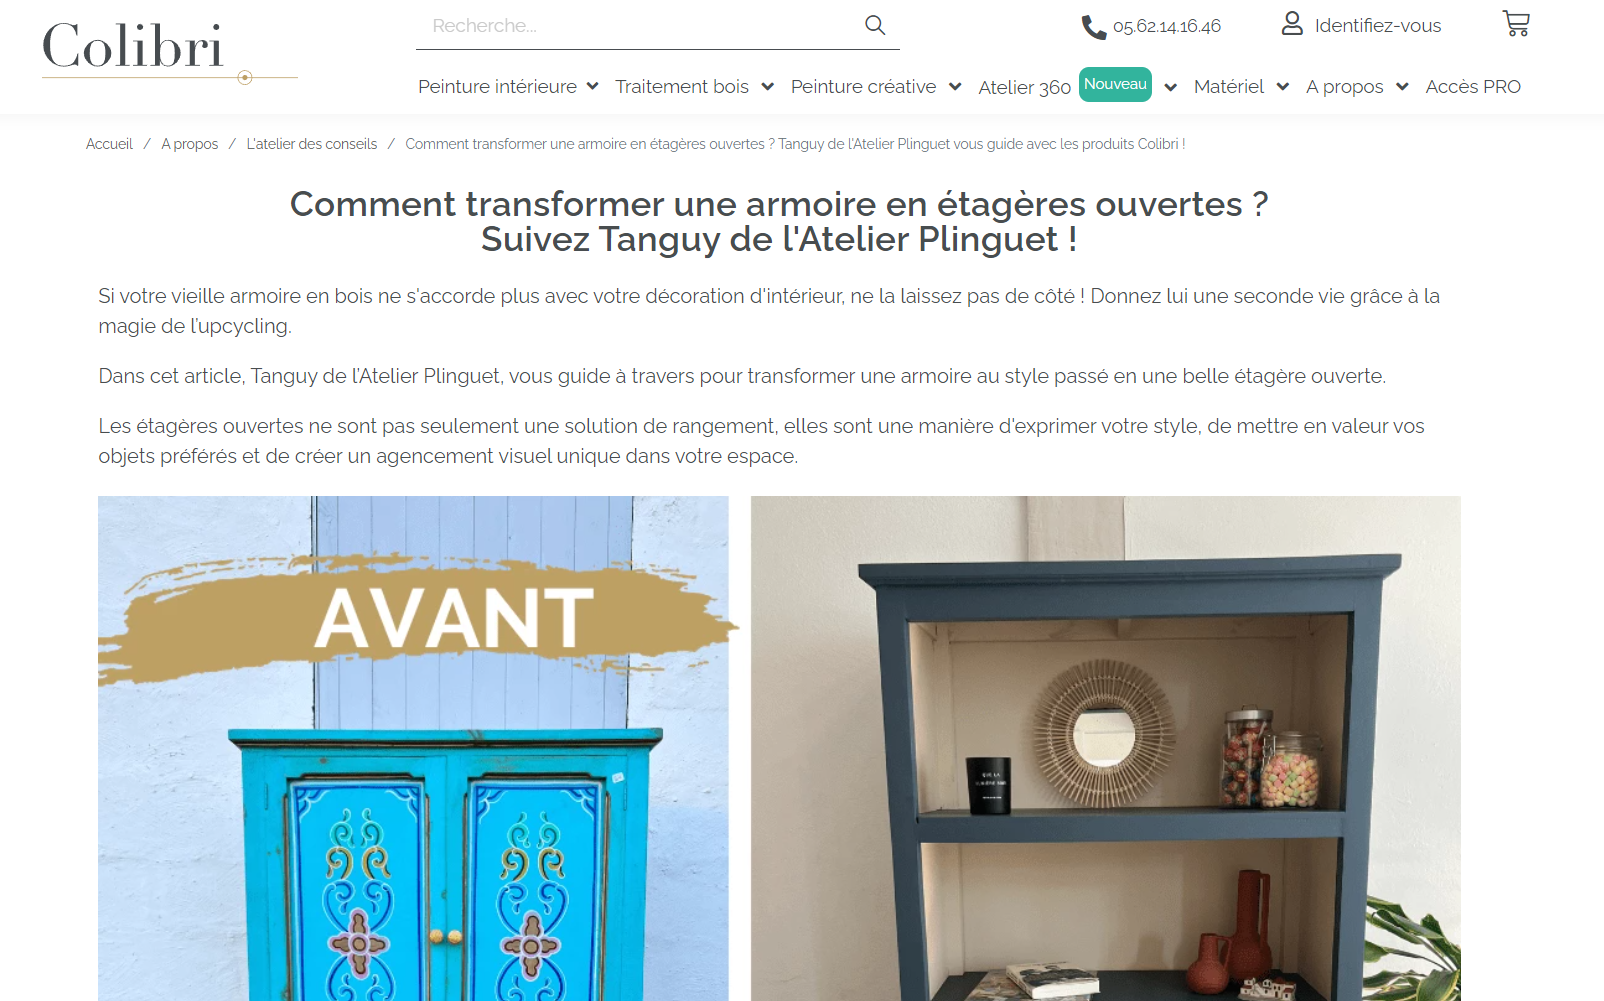 Colibri
Recherche...
05.62.14.16.46
Identifiez-vous
Peinture intérieure
Traitement bois
Peinture créative
Atelier 360
Nouveau
Matériel
A propos
Accès PRO
Accueil / A propos / L'atelier des conseils / Comment transformer une armoire en étagères ouvertes ? Tanguy de l'Atelier Plinguet vous guide avec les produits Colibri !
Comment transformer une armoire en étagères ouvertes ?
Suivez Tanguy de l'Atelier Plinguet !
Si votre vieille armoire en bois ne s'accorde plus avec votre décoration d'intérieur, ne la laissez pas de côté ! Donnez lui une seconde vie grâce à la
magie de l'upcycling.
Dans cet article, Tanguy de l'Atelier Plinguet, vous guide à travers pour transformer une armoire au style passé en une belle étagère ouverte.
Les étagères ouvertes ne sont pas seulement une solution de rangement, elles sont une manière d'exprimer votre style, de mettre en valeur vos
objets préférés et de créer un agencement visuel unique dans votre espace.
AVANT
QUE LA